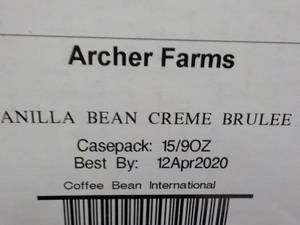 Archer Farms
ANILLA BEAN CREME BRULEE
Casepack: 15/9OZ
Best By: 12Apr2020
Coffee Bean International